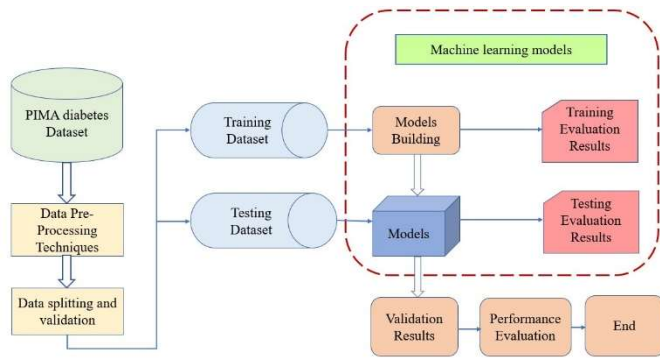 Machine learning models
PIMA diabetes
Dataset
Training
Dataset
Models
Building
Training
Evaluation
Results
Data Pre-
Processing
Techniques
Testing
Dataset
Models
Testing
Evaluation
Results
Data splitting and
validation
Validation
Results
Performance
Evaluation
End